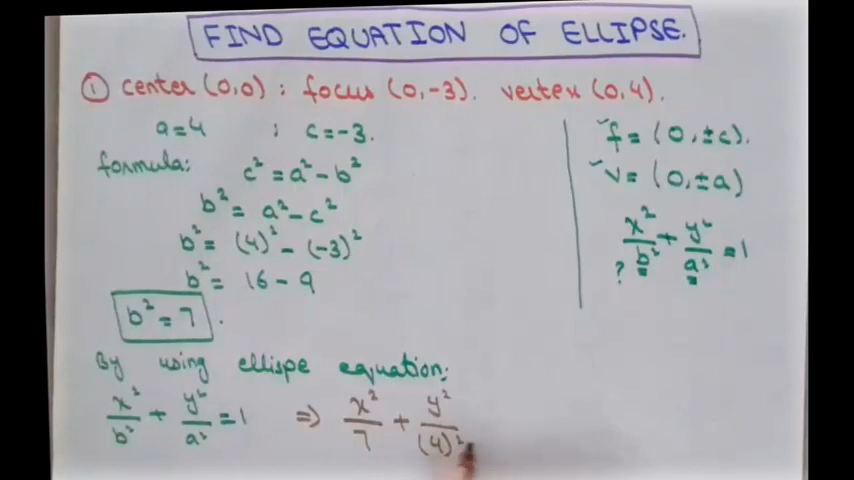 FIND EQUATION OF ELLIPSE.
① center (0,0) : focus (0,-3). vertex (0,4).
a=4 : c=-3.
formula: c² = a² - b²
b² = a² - c²
b² = (4)² - (-3)²
b² = 16 - 9
b² = 7.
f = (0, ±c).
v = (0, ±a)
x²/b² + y²/a² = 1
?
By using ellispe equation:
x²/b² + y²/a² = 1 ⇒ x²/7 + y²/(4)²